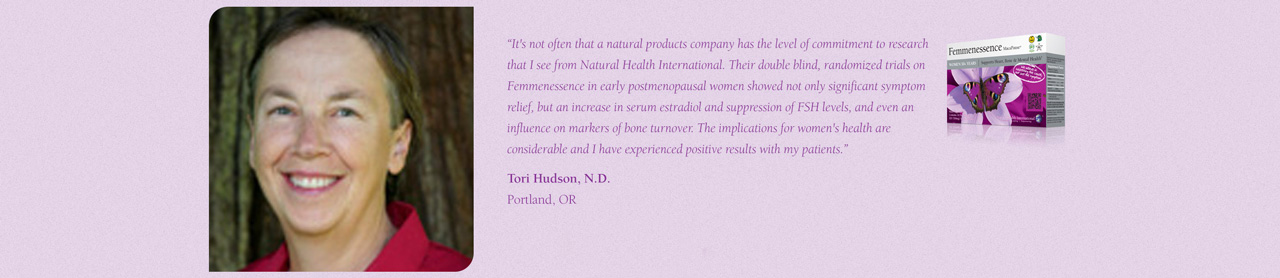 “It's not often that a natural products company has the level of commitment to research
that I see from Natural Health International. Their double blind, randomized trials on
Femmenessence in early postmenopausal women showed not only significant symptom
relief, but an increase in serum estradiol and suppression of FSH levels, and even an
influence on markers of bone turnover. The implications for women's health are
considerable and I have experienced positive results with my patients.”
Tori Hudson, N.D.
Portland, OR
Femmenessence MacaPause